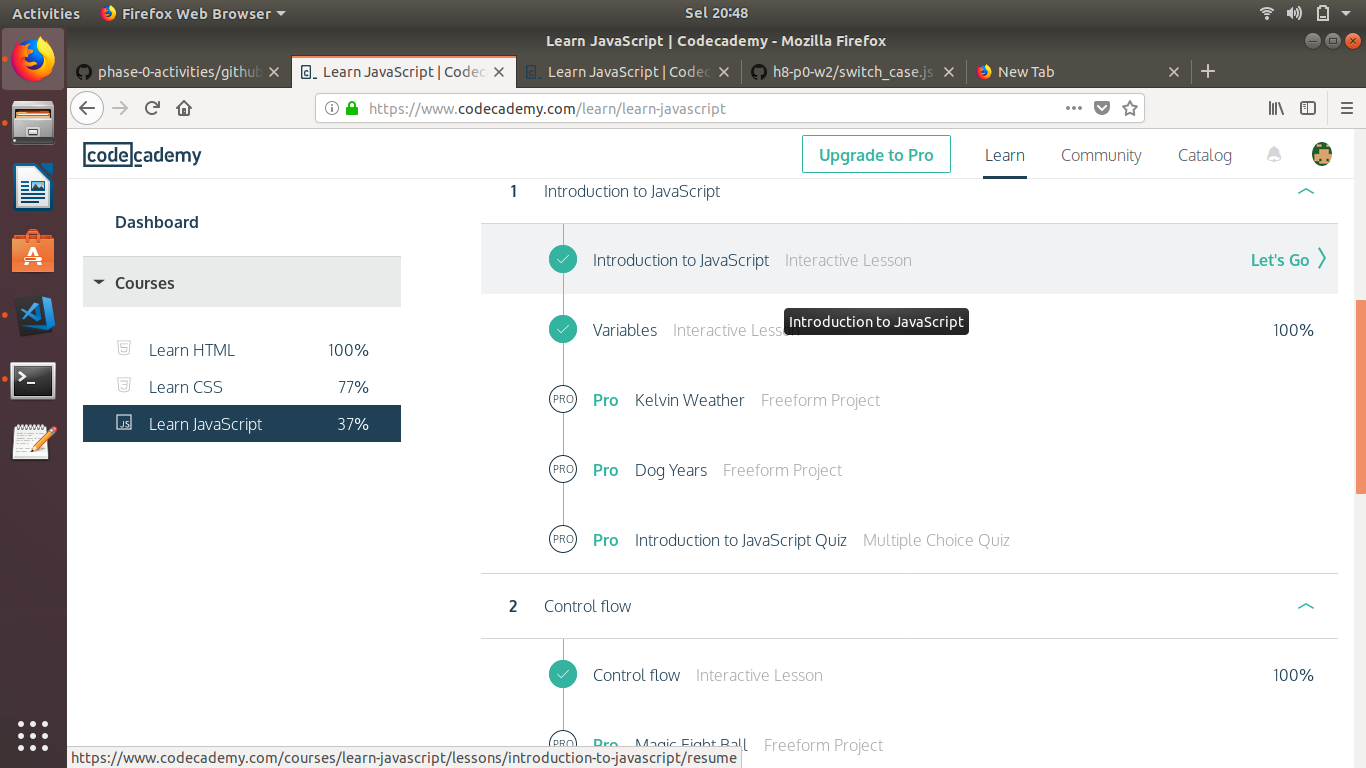 Activities Firefox Web Browser Sel 20:48
Learn JavaScript | Codecademy - Mozilla Firefox
phase-0-activities/github Learn JavaScript | Codec Learn JavaScript | Codec h8-p0-w2/switch_case.js New Tab
https://www.codecademy.com/learn/learn-javascript
codecademy Upgrade to Pro Learn Community Catalog
1 Introduction to JavaScript
Dashboard
Introduction to JavaScript Interactive Lesson Let's Go
Courses
Introduction to JavaScript
Variables Interactive Lesso 100%
Learn HTML 100%
Learn CSS 77%
PRO Pro Kelvin Weather Freeform Project
Learn JavaScript 37%
JS
PRO Pro Dog Years Freeform Project
PRO Pro Introduction to JavaScript Quiz Multiple Choice Quiz
2 Control flow
Control flow Interactive Lesson 100%
PRO Pro Magic Eight Ball Freeform Project
https://www.codecademy.com/courses/learn-javascript/lessons/introduction-to-javascript/resume